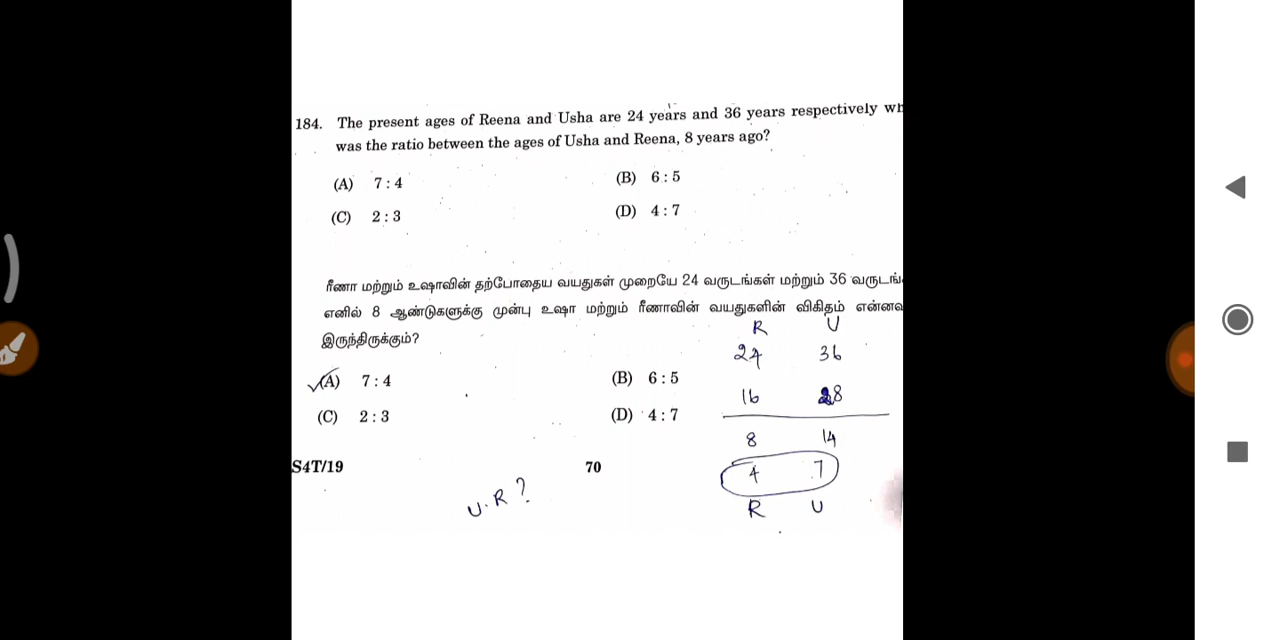 184. The present ages of Reena and Usha are 24 years and 36 years respectively wh
was the ratio between the ages of Usha and Reena, 8 years ago?
(A) 7 : 4 (B) 6 : 5
(C) 2 : 3 (D) 4 : 7
ரீனா மற்றும் உஷாவின் தற்போதைய வயதுகள் முறையே 24 வருடங்கள் மற்றும் 36 வருடங்
எனில் 8 ஆண்டுகளுக்கு முன்பு உஷா மற்றும் ரீனாவின் வயதுகளின் விகிதம் என்னவ
இருந்திருக்கும்?
R U
24 36
(A) 7 : 4 (B) 6 : 5
16 28
(C) 2 : 3 (D) 4 : 7
8 14
S4T/19 70
4 7
U.R ?
R U